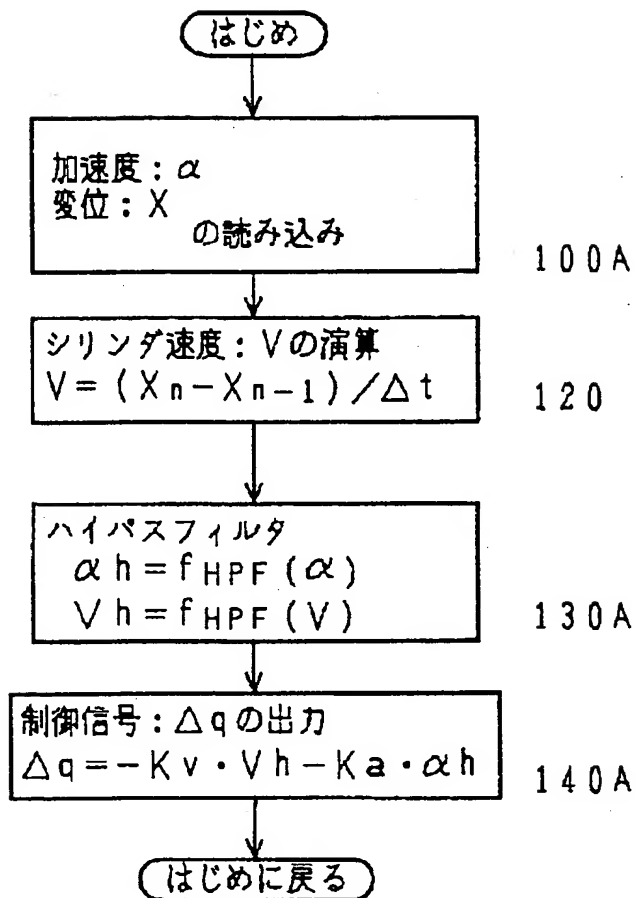 はじめ
加速度：α
変位：X
の読み込み
100A
シリンダ速度：Vの演算
V＝(Xn−Xn−1)／△t
120
ハイパスフィルタ
αh＝fHPF(α)
Vh＝fHPF(V)
130A
制御信号：△qの出力
△q＝−Kv・Vh−Ka・αh
140A
はじめに戻る